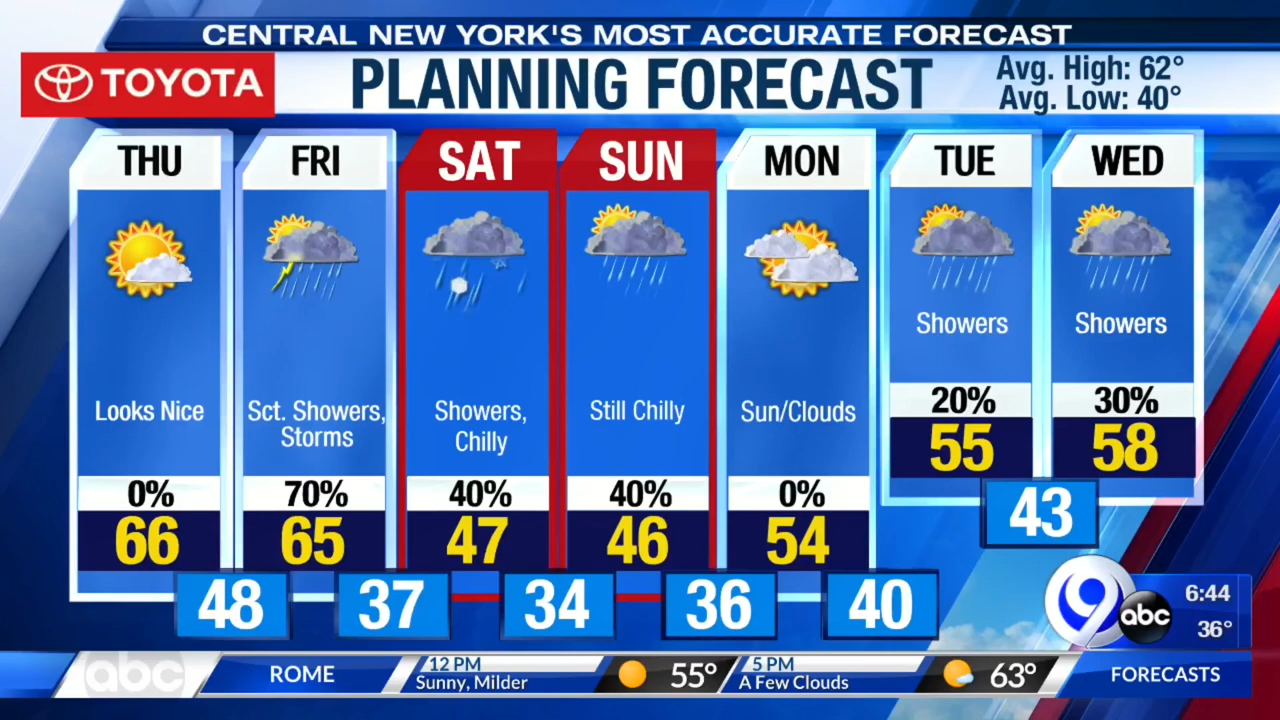 CENTRAL NEW YORK'S MOST ACCURATE FORECAST
TOYOTA
PLANNING FORECAST
Avg. High: 62°
Avg. Low: 40°
THU
Looks Nice
0%
66
48
FRI
Sct. Showers,
Storms
70%
65
37
SAT
Showers,
Chilly
40%
47
34
SUN
Still Chilly
40%
46
36
MON
Sun/Clouds
0%
54
40
TUE
Showers
20%
55
43
WED
Showers
30%
58
9
abc
6:44
36°
abc
ROME
12 PM
Sunny, Milder
55°
5 PM
A Few Clouds
63°
FORECASTS